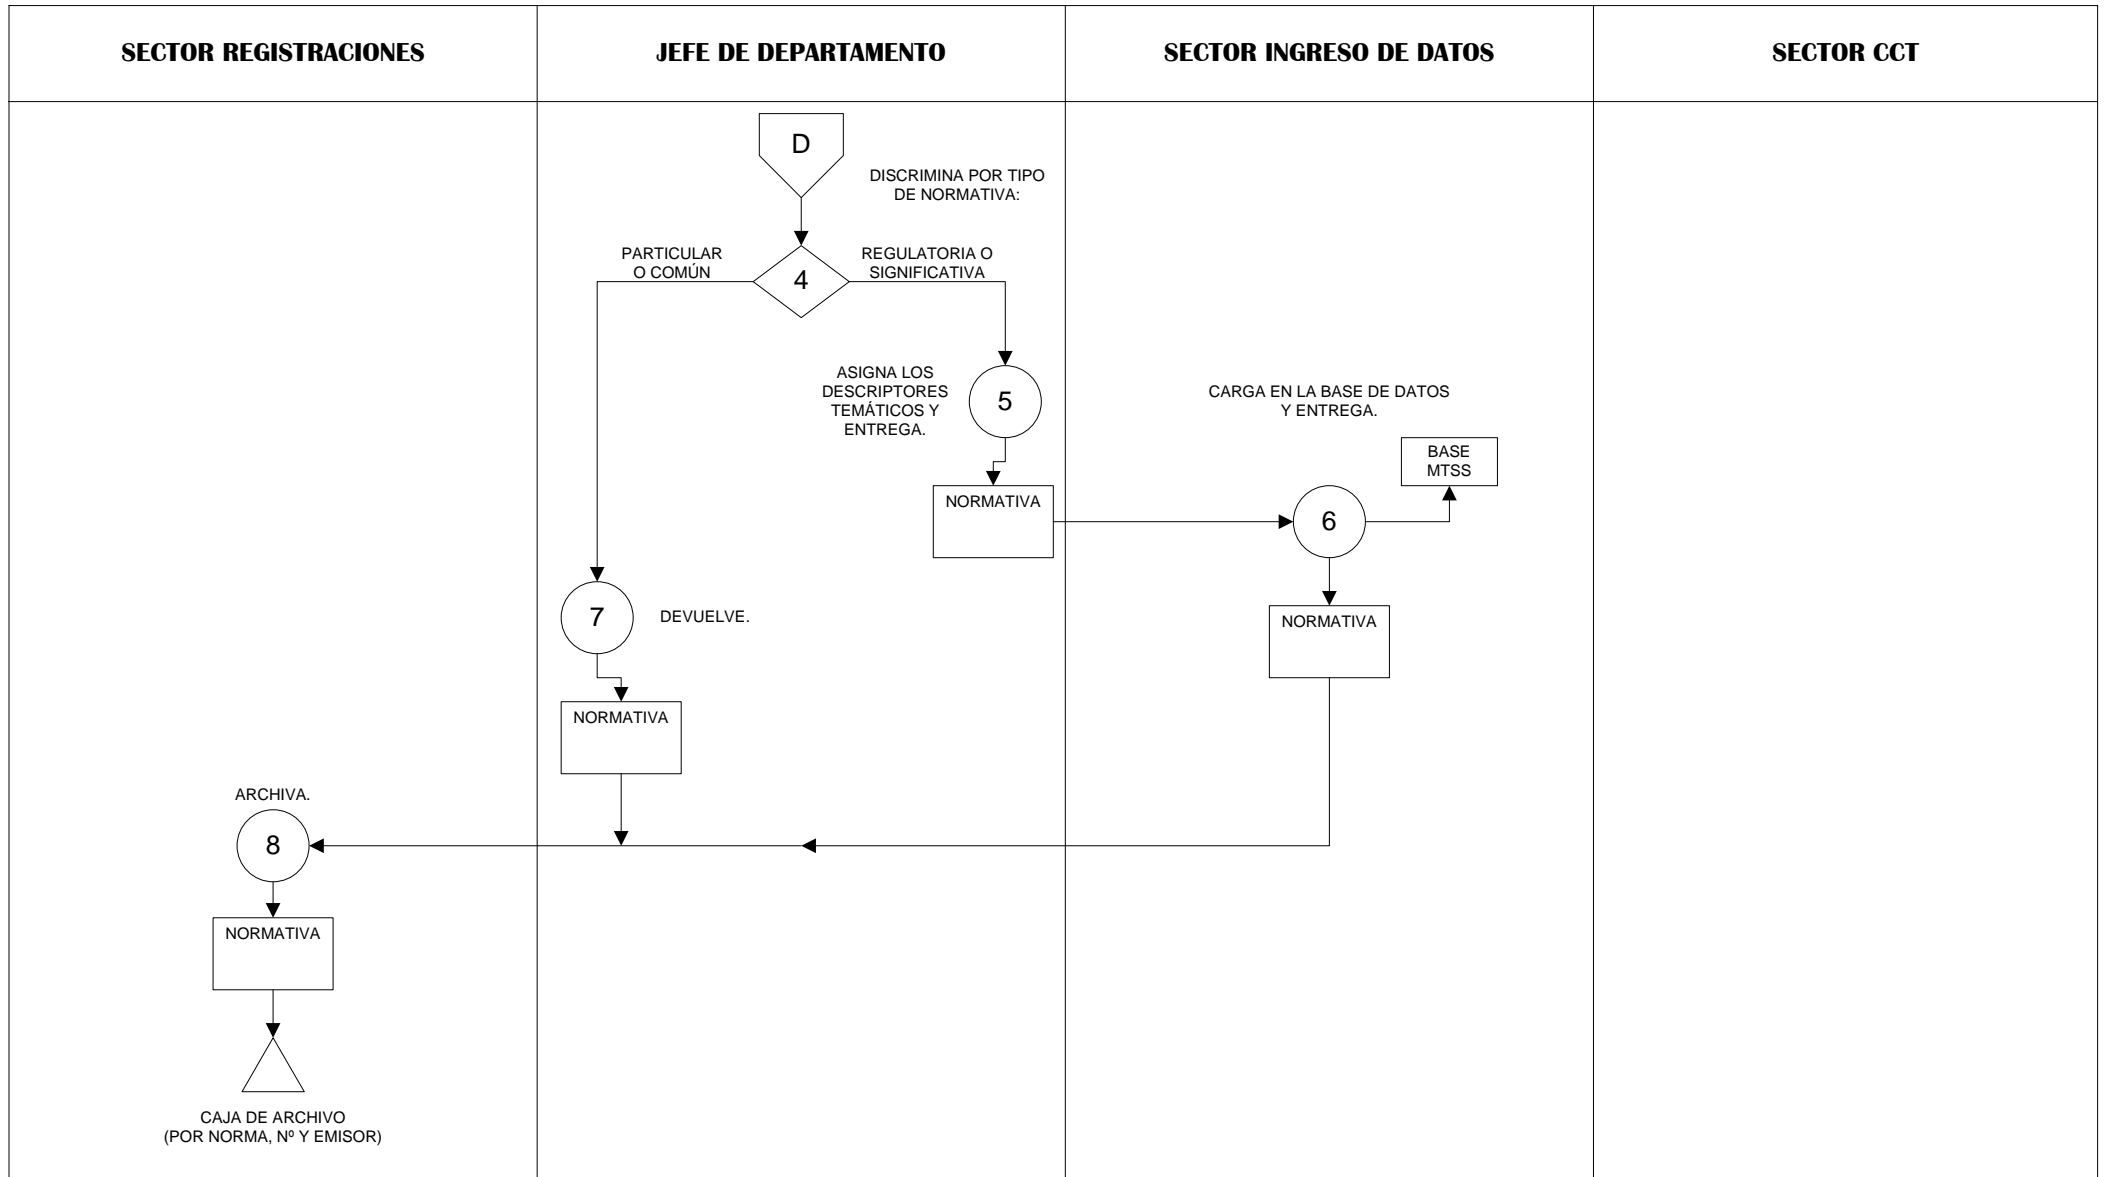 SECTOR REGISTRACIONES
JEFE DE DEPARTAMENTO
SECTOR INGRESO DE DATOS
SECTOR CCT
D
DISCRIMINA POR TIPO
DE NORMATIVA:
PARTICULAR
O COMÚN
4
REGULATORIA O
SIGNIFICATIVA
ASIGNA LOS
DESCRIPTORES
TEMÁTICOS Y
ENTREGA.
5
CARGA EN LA BASE DE DATOS
Y ENTREGA.
BASE
MTSS
NORMATIVA
6
7
DEVUELVE.
NORMATIVA
NORMATIVA
ARCHIVA.
8
NORMATIVA
CAJA DE ARCHIVO
(POR NORMA, Nº Y EMISOR)